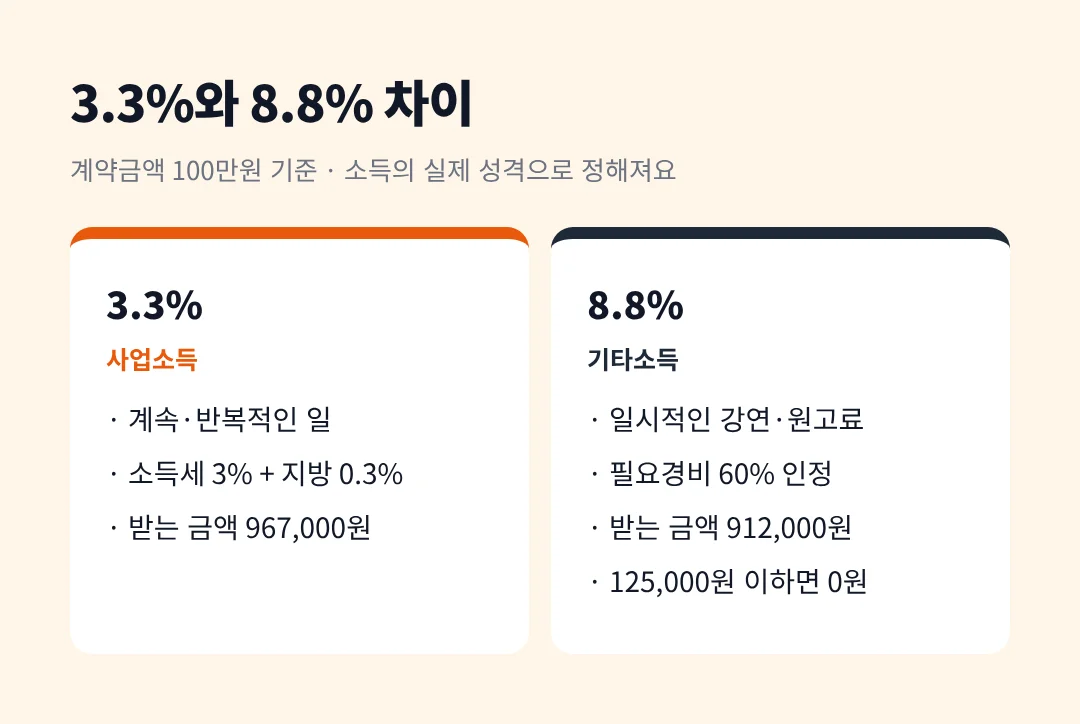 3.3%와 8.8% 차이
계약금액 100만원 기준 · 소득의 실제 성격으로 정해져요
3.3%
사업소득
· 계속·반복적인 일
· 소득세 3% + 지방 0.3%
· 받는 금액 967,000원
8.8%
기타소득
· 일시적인 강연·원고료
· 필요경비 60% 인정
· 받는 금액 912,000원
· 125,000원 이하면 0원